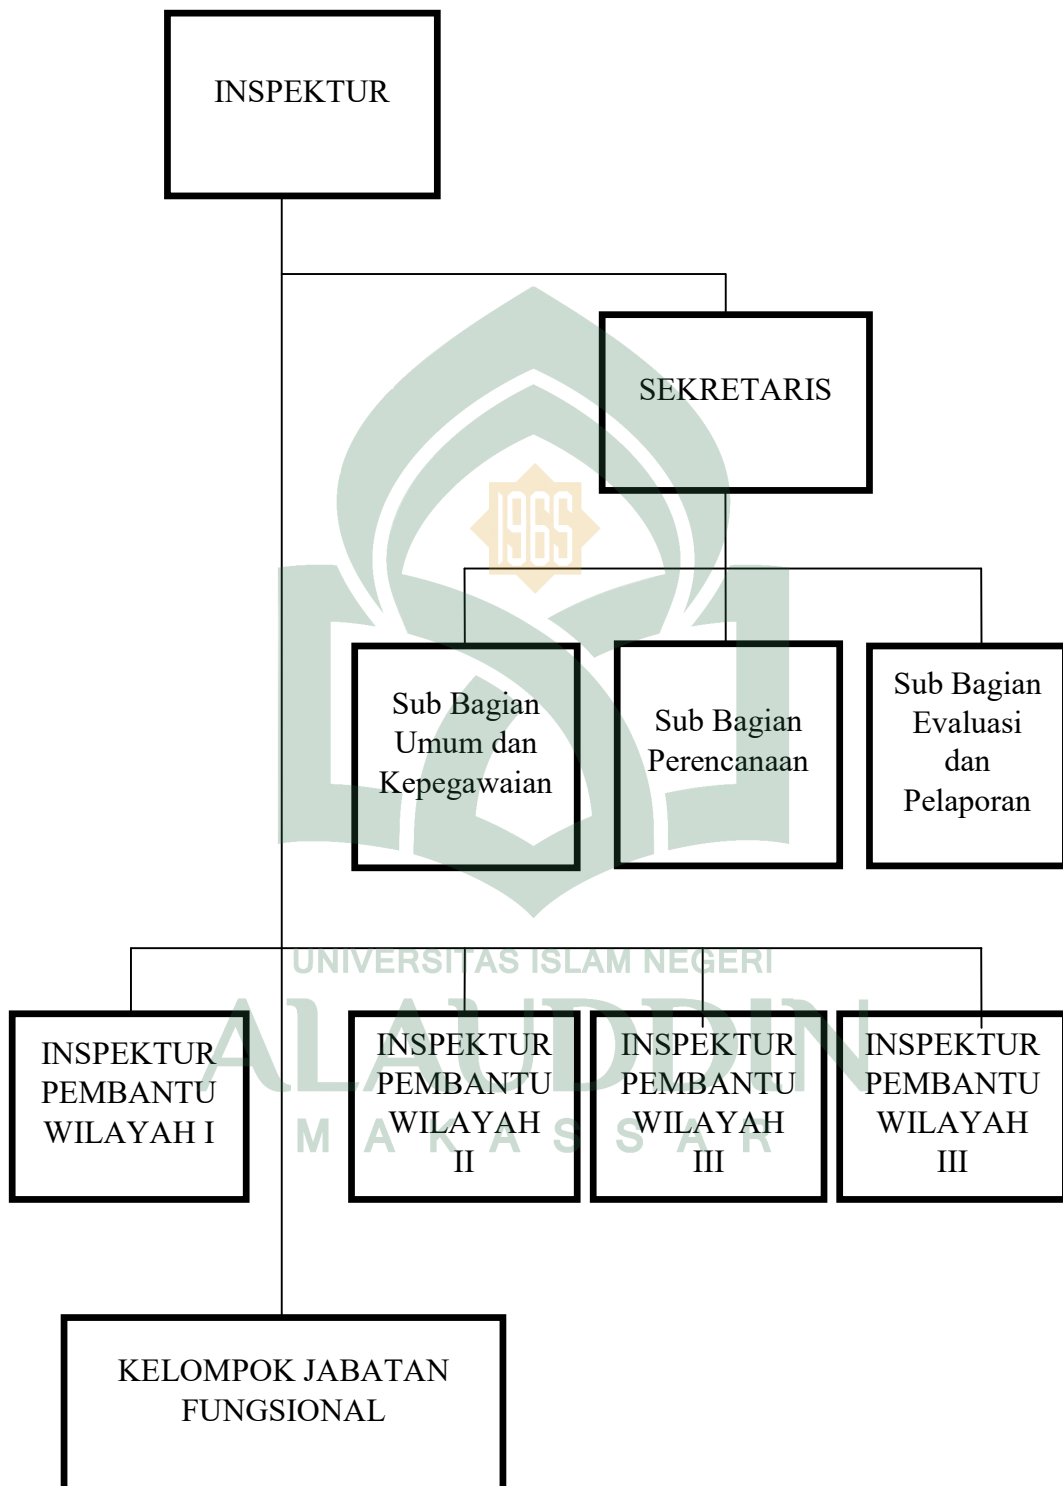 INSPEKTUR
SEKRETARIS
1965
Sub Bagian
Umum dan
Kepegawaian
Sub Bagian
Perencanaan
Sub Bagian
Evaluasi
dan
Pelaporan
UNIVERSITAS ISLAM NEGERI
ALAUDDIN
MAKASSAR
INSPEKTUR
PEMBANTU
WILAYAH I
INSPEKTUR
PEMBANTU
WILAYAH
II
INSPEKTUR
PEMBANTU
WILAYAH
III
INSPEKTUR
PEMBANTU
WILAYAH
III
KELOMPOK JABATAN
FUNGSIONAL